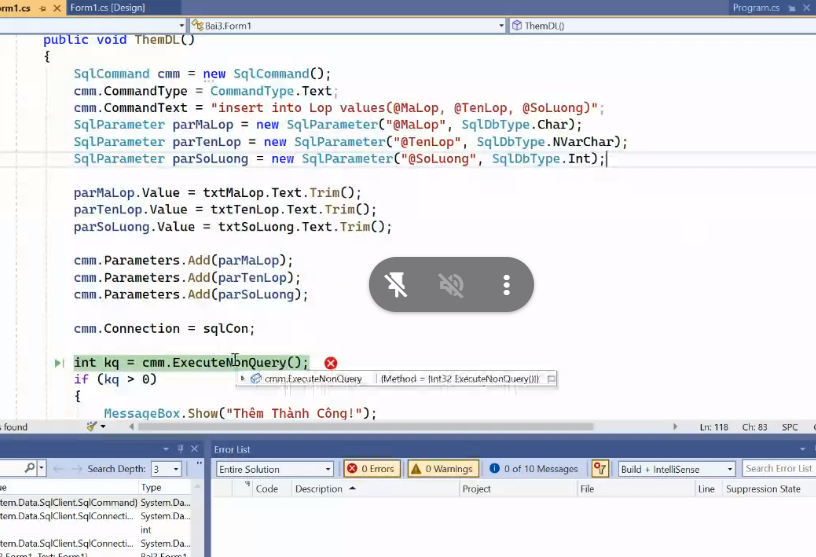 orm1.cs
Form1.cs [Design]
Program.cs
Bai3.Form1
ThemDL()
public void ThemDL()
{
SqlCommand cmm = new SqlCommand();
cmm.CommandType = CommandType.Text;
cmm.CommandText = "insert into Lop values(@MaLop, @TenLop, @SoLuong)";
SqlParameter parMaLop = new SqlParameter("@MaLop", SqlDbType.Char);
SqlParameter parTenLop = new SqlParameter("@TenLop", SqlDbType.NVarChar);
SqlParameter parSoLuong = new SqlParameter("@SoLuong", SqlDbType.Int);
parMaLop.Value = txtMaLop.Text.Trim();
parTenLop.Value = txtTenLop.Text.Trim();
parSoLuong.Value = txtSoLuong.Text.Trim();
cmm.Parameters.Add(parMaLop);
cmm.Parameters.Add(parTenLop);
cmm.Parameters.Add(parSoLuong);
cmm.Connection = sqlCon;
int kq = cmm.ExecuteNonQuery();
if (kq > 0)
cmm.ExecuteNonQuery {Method = {Int32 ExecuteNonQuery()}}
{
MessageBox.Show("Thêm Thành Công!");
s found
Ln: 118 Ch: 83 SPC
Error List
Search Depth: 3
Entire Solution
0 Errors
0 Warnings
0 of 10 Messages
Build + IntelliSense
Search Error List
ue
Type
Code
Description
Project
File
Line
Suppression State
tem.Data.SqlClient.SqlCommand} System.Da...
tem.Data.SqlClient.SqlConnecti... System.Da...
int
tem.Data.SqlClient.SqlConnecti... System.Da...
Bai3.Form1